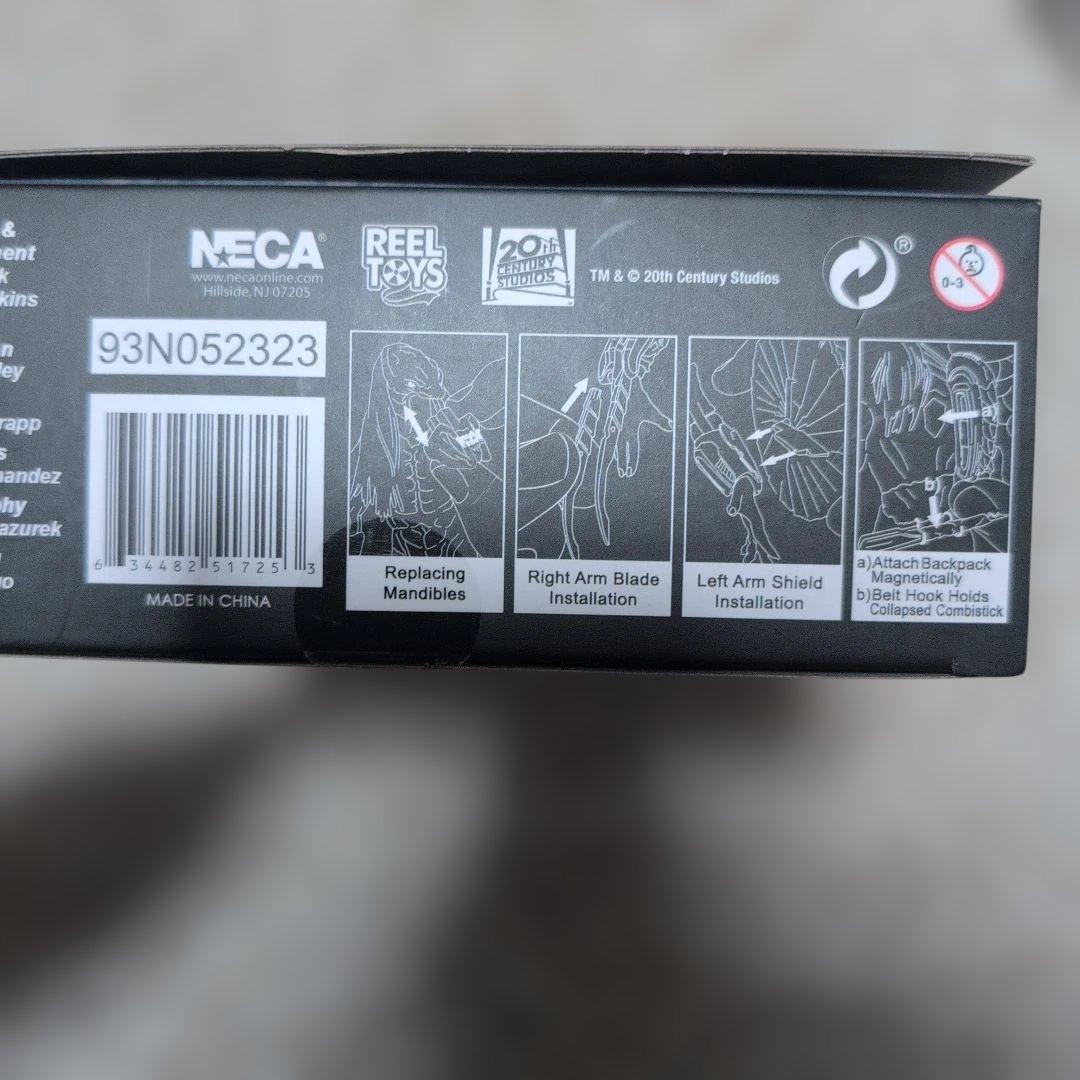 &
ent
k
kins
n
ley
rapp
s
nandez
phy
azurek
NECA®
www.necaonline.com
Hillside, NJ 07205
REEL
TOYS
20TH
CENTURY
STUDIOS
TM & © 20th Century Studios
®
0-3
93N052323
6 34482 51725 3
MADE IN CHINA
Replacing
Mandibles
Right Arm Blade
Installation
Left Arm Shield
Installation
a)
b)
a)Attach Backpack
Magnetically
b)Belt Hook Holds
Collapsed Combistick